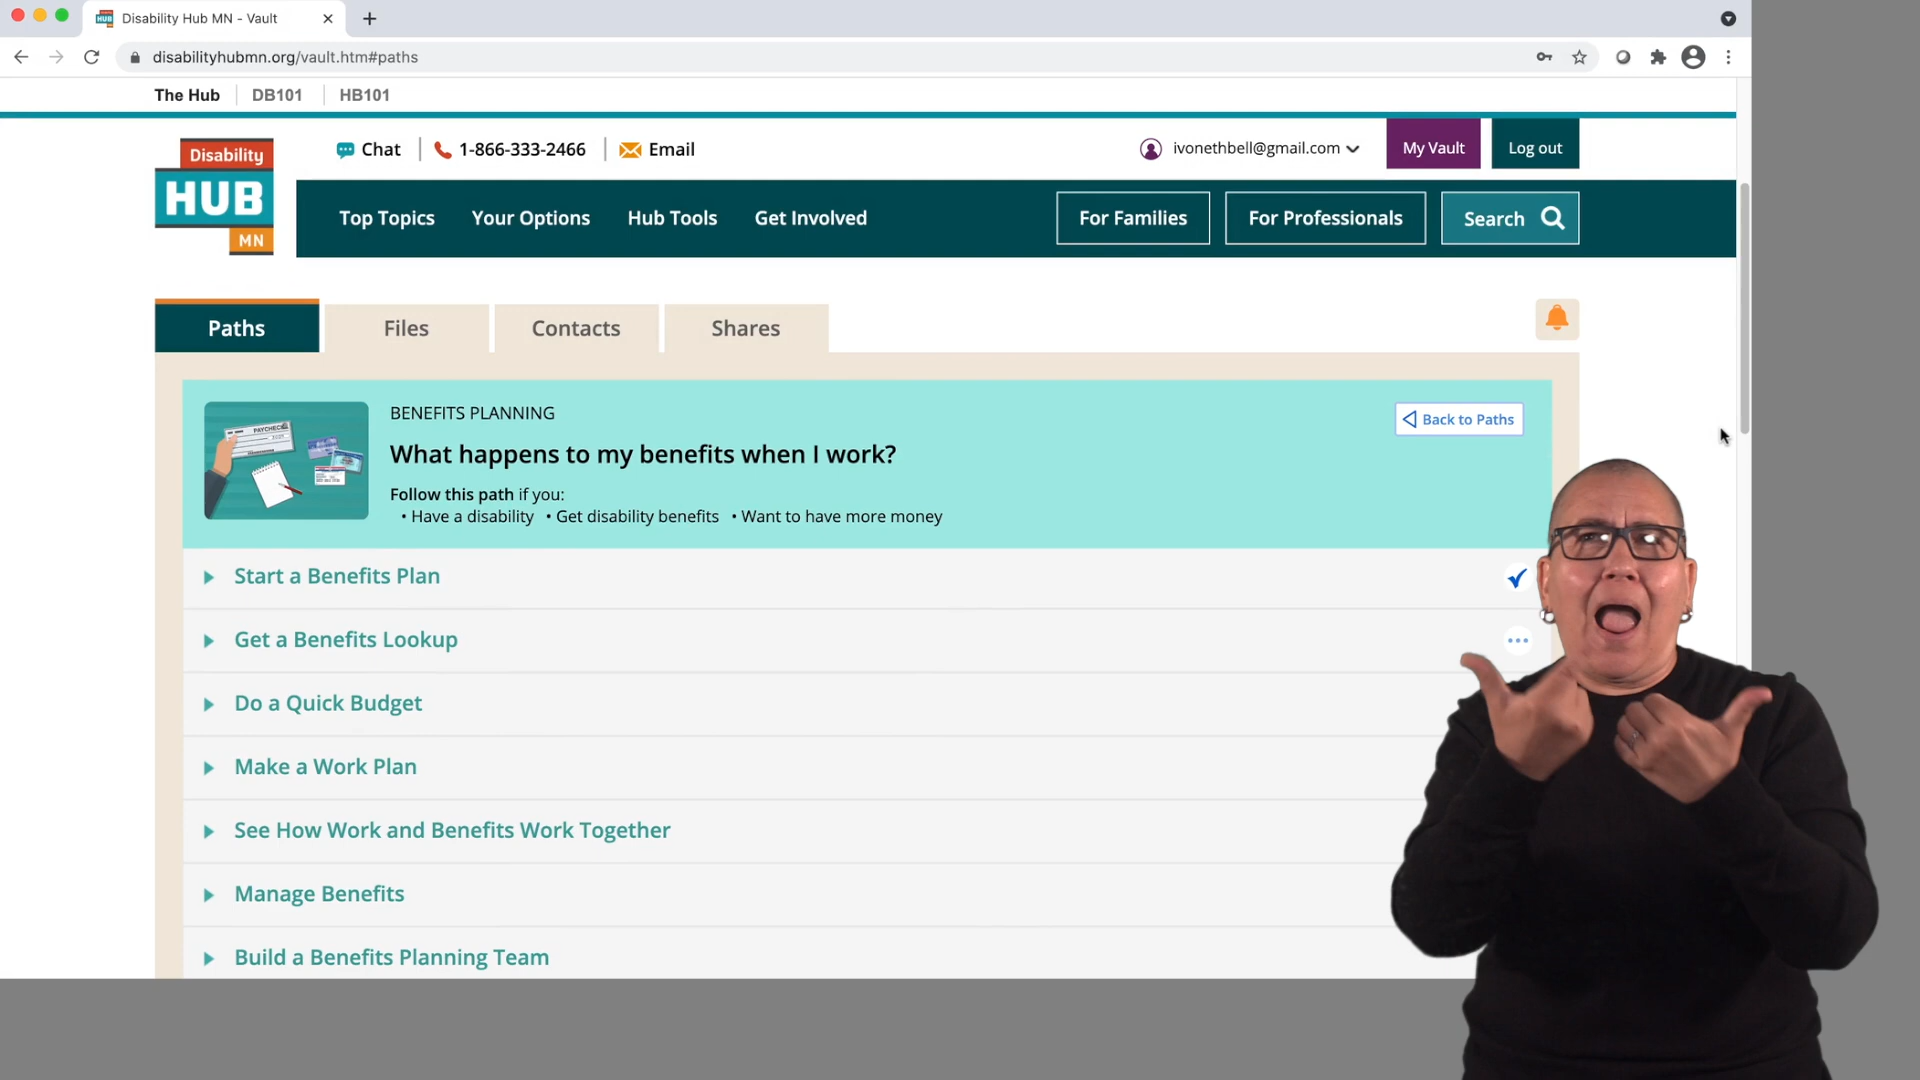 Disability Hub MN - Vault
disabilityhubmn.org/vault.htm#paths
The Hub DB101 HB101
Disability
HUB
MN
Chat 1-866-333-2466 Email
ivonethbell@gmail.com My Vault Log out
Top Topics Your Options Hub Tools Get Involved For Families For Professionals Search
Paths Files Contacts Shares
PAYCHECK
BENEFITS PLANNING
Back to Paths
What happens to my benefits when I work?
Follow this path if you:
• Have a disability • Get disability benefits • Want to have more money
Start a Benefits Plan
Get a Benefits Lookup
Do a Quick Budget
Make a Work Plan
See How Work and Benefits Work Together
Manage Benefits
Build a Benefits Planning Team